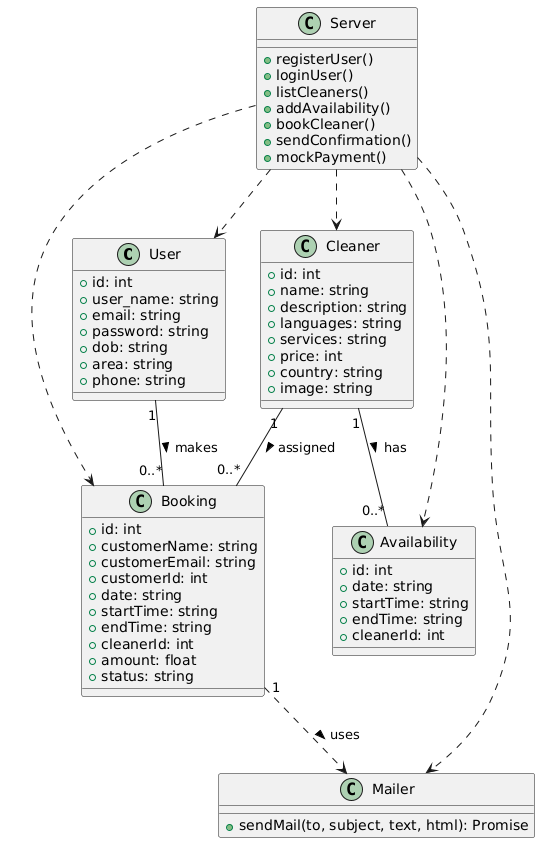 C Server
registerUser()
loginUser()
listCleaners()
addAvailability()
bookCleaner()
sendConfirmation()
mockPayment()
C User
id: int
user_name: string
email: string
password: string
dob: string
area: string
phone: string
C Cleaner
id: int
name: string
description: string
languages: string
services: string
price: int
country: string
image: string
1
makes
0..*
1
assigned
0..*
1
has
0..*
C Booking
id: int
customerName: string
customerEmail: string
customerId: int
date: string
startTime: string
endTime: string
cleanerId: int
amount: float
status: string
C Availability
id: int
date: string
startTime: string
endTime: string
cleanerId: int
1
uses
C Mailer
sendMail(to, subject, text, html): Promise